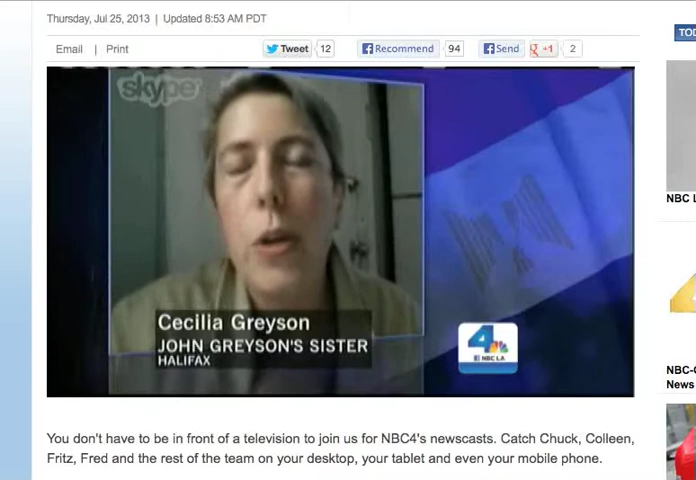 Thursday, Jul 25, 2013 | Updated 8:53 AM PDT
Email | Print
Tweet 12
Recommend 94
Send
+1 2
skype
Cecilia Greyson
JOHN GREYSON'S SISTER
HALIFAX
4
NBC LA
You don't have to be in front of a television to join us for NBC4's newscasts. Catch Chuck, Colleen,
Fritz, Fred and the rest of the team on your desktop, your tablet and even your mobile phone.
NBC
NBC-
News